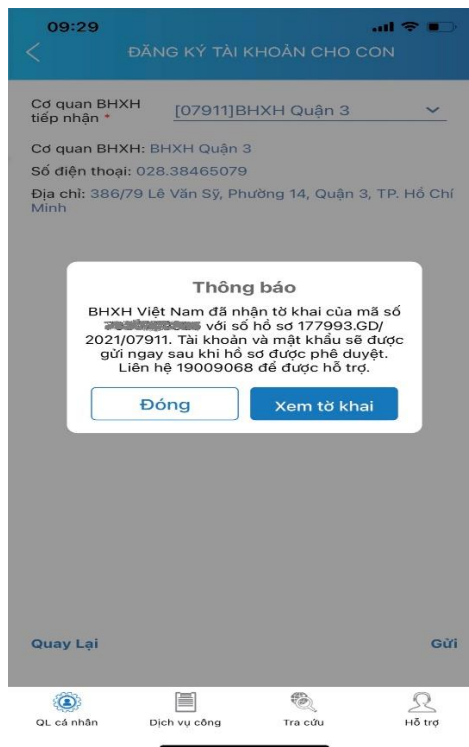 09:29
ĐĂNG KÝ TÀI KHOẢN CHO CON
Cơ quan BHXH
tiếp nhận *
[07911]BHXH Quận 3
Cơ quan BHXH: BHXH Quận 3
Số điện thoại: 028.38465079
Địa chỉ: 386/79 Lê Văn Sỹ, Phường 14, Quận 3, TP. Hồ Chí
Minh
Thông báo
BHXH Việt Nam đã nhận tờ khai của mã số
với số hồ sơ 177993.GD/
2021/07911. Tài khoản và mật khẩu sẽ được
gửi ngay sau khi hồ sơ được phê duyệt.
Liên hệ 19009068 để được hỗ trợ.
Đóng
Xem tờ khai
Quay Lại
Gửi
QL cá nhân
Dịch vụ công
Tra cứu
Hỗ trợ